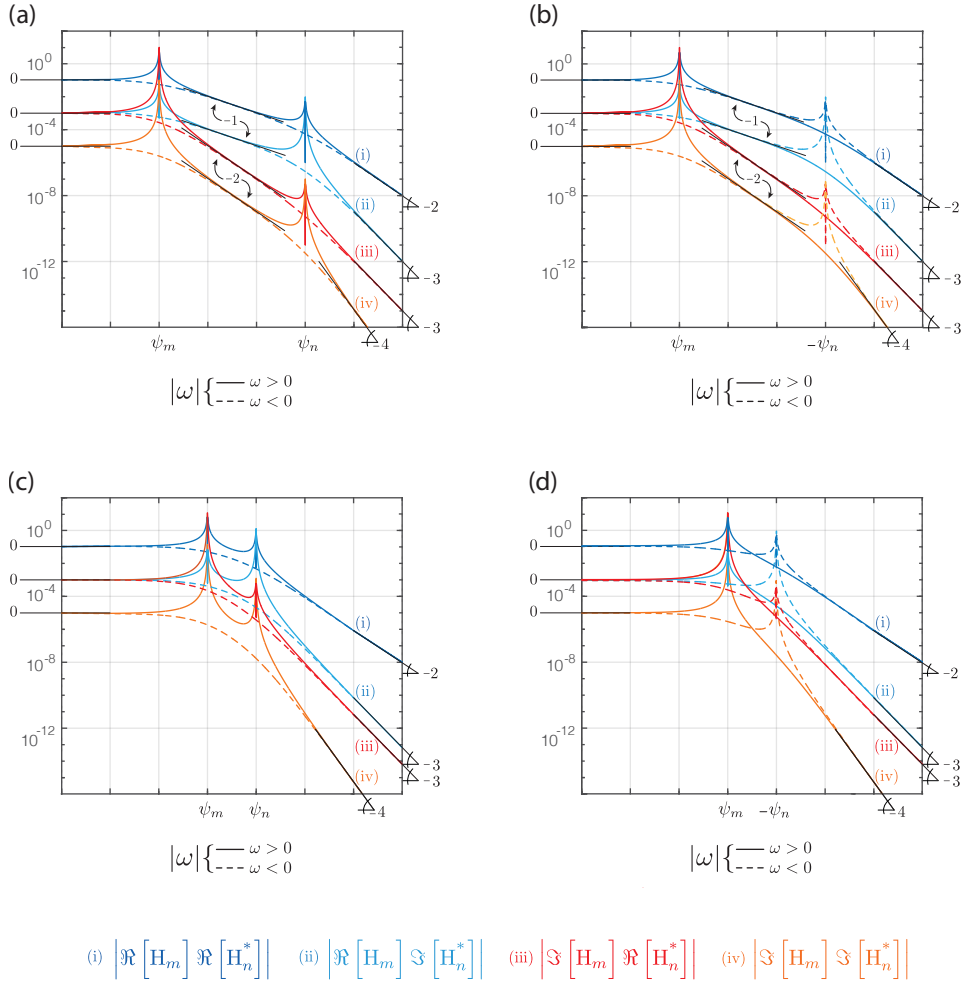 (a)
10^0
0
0
10^-4
0
10^-8
10^-12
-1
-2
(i)
(ii)
(iii)
(iv)
-2
-3
-3
-4
ψ_m ψ_n
|ω| { ω > 0
ω < 0
(b)
10^0
0
0
10^-4
0
10^-8
10^-12
-1
-2
(i)
(ii)
(iii)
(iv)
-2
-3
-3
-4
ψ_m -ψ_n
|ω| { ω > 0
ω < 0
(c)
10^0
0
0
10^-4
0
10^-8
10^-12
(i)
(ii)
(iii)
(iv)
-2
-3
-3
-4
ψ_m ψ_n
|ω| { ω > 0
ω < 0
(d)
10^0
0
0
10^-4
0
10^-8
10^-12
(i)
(ii)
(iii)
(iv)
-2
-3
-3
-4
ψ_m -ψ_n
|ω| { ω > 0
ω < 0
(i) |ℜ[H_m] ℜ[H_n^*]| (ii) |ℜ[H_m] ℑ[H_n^*]| (iii) |ℑ[H_m] ℜ[H_n^*]| (iv) |ℑ[H_m] ℑ[H_n^*]|